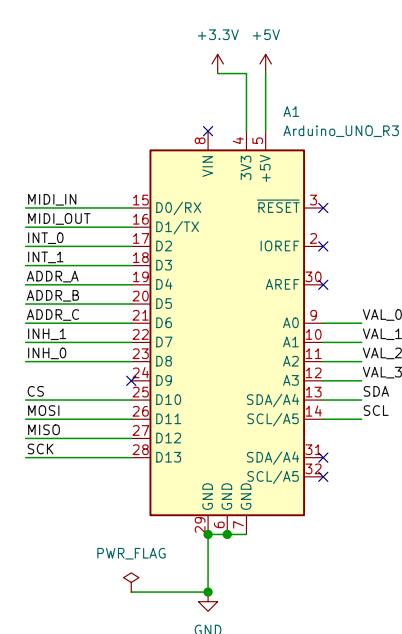 +3.3V +5V
A1
Arduino_UNO_R3
8 4 5
VIN 3V3 +5V
MIDI_IN 15 D0/RX RESET 3
MIDI_OUT 16 D1/TX
INT_0 17 D2 IOREF 2
INT_1 18 D3
ADDR_A 19 D4 AREF 30
ADDR_B 20 D5
ADDR_C 21 D6 A0 9 VAL_0
INH_1 22 D7 A1 10 VAL_1
INH_0 23 D8 A2 11 VAL_2
24 D9 A3 12 VAL_3
CS 25 D10 SDA/A4 13 SDA
MOSI 26 D11 SCL/A5 14 SCL
MISO 27 D12
SCK 28 D13 SDA/A4 31
SCL/A5 32
GND GND GND
29 6 7
PWR_FLAG
GND